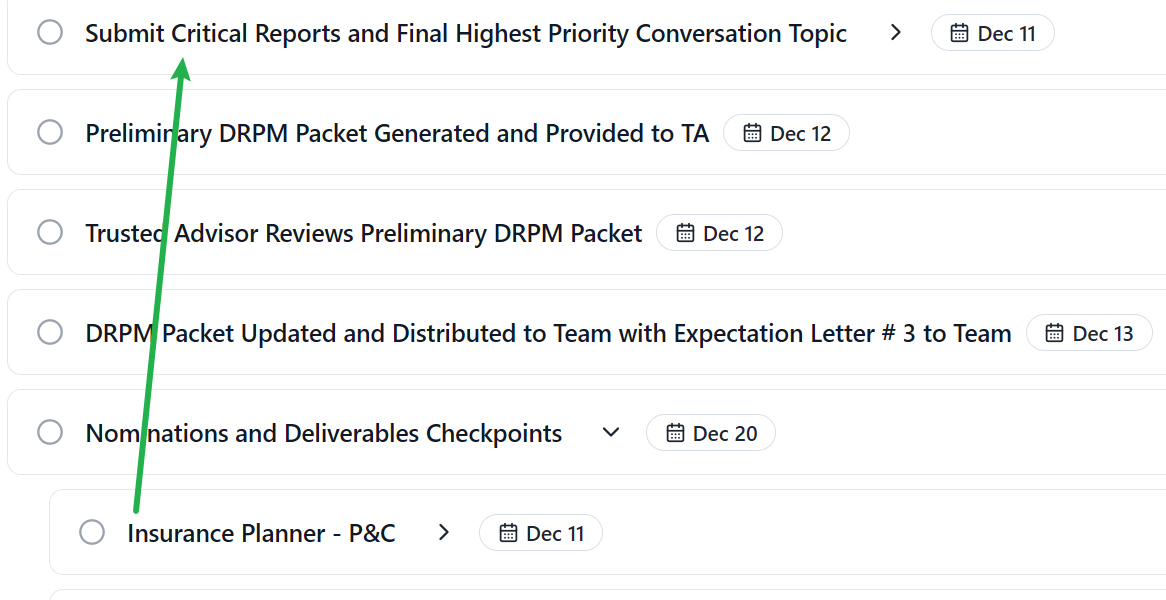 Submit Critical Reports and Final Highest Priority Conversation Topic Dec 11
Preliminary DRPM Packet Generated and Provided to TA Dec 12
Trusted Advisor Reviews Preliminary DRPM Packet Dec 12
DRPM Packet Updated and Distributed to Team with Expectation Letter # 3 to Team Dec 13
Nominations and Deliverables Checkpoints Dec 20
Insurance Planner - P&C Dec 11